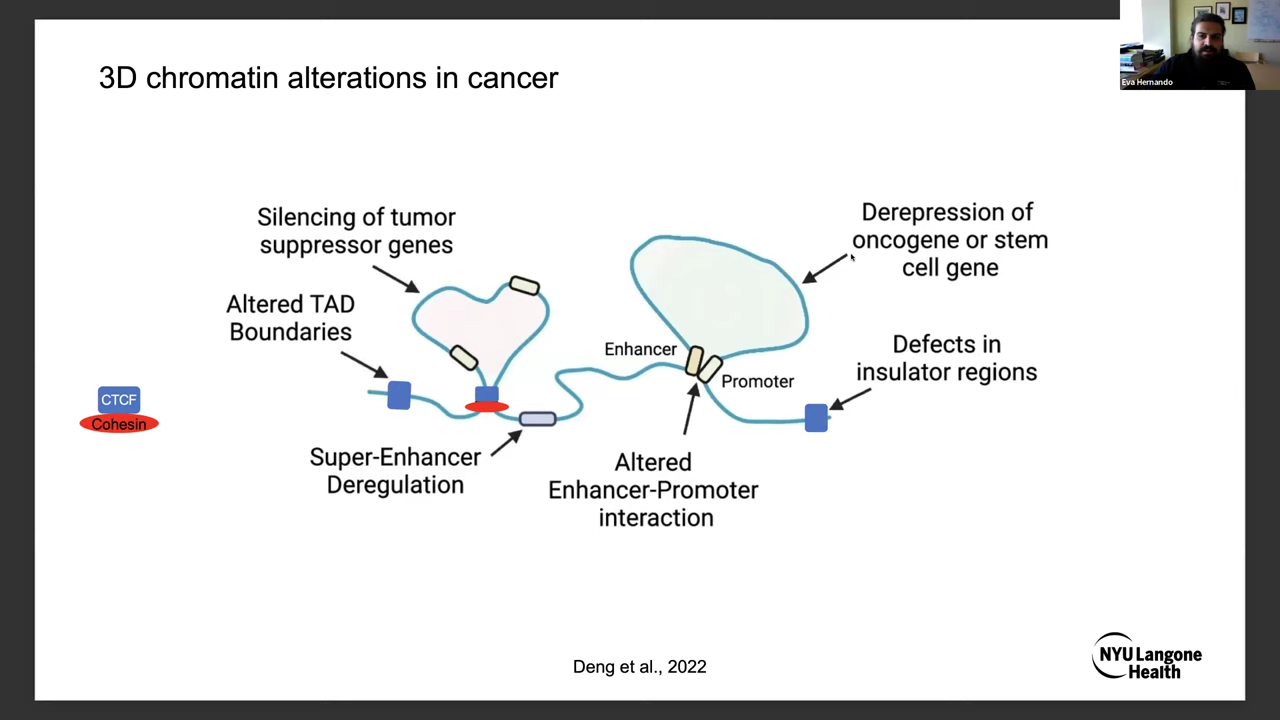 3D chromatin alterations in cancer
Eva Hernando
Silencing of tumor
suppressor genes
Derepression of
oncogene or stem
cell gene
Altered TAD
Boundaries
Enhancer
Promoter
Defects in
insulator regions
CTCF
Cohesin
Super-Enhancer
Deregulation
Altered
Enhancer-Promoter
interaction
Deng et al., 2022
NYU Langone
Health